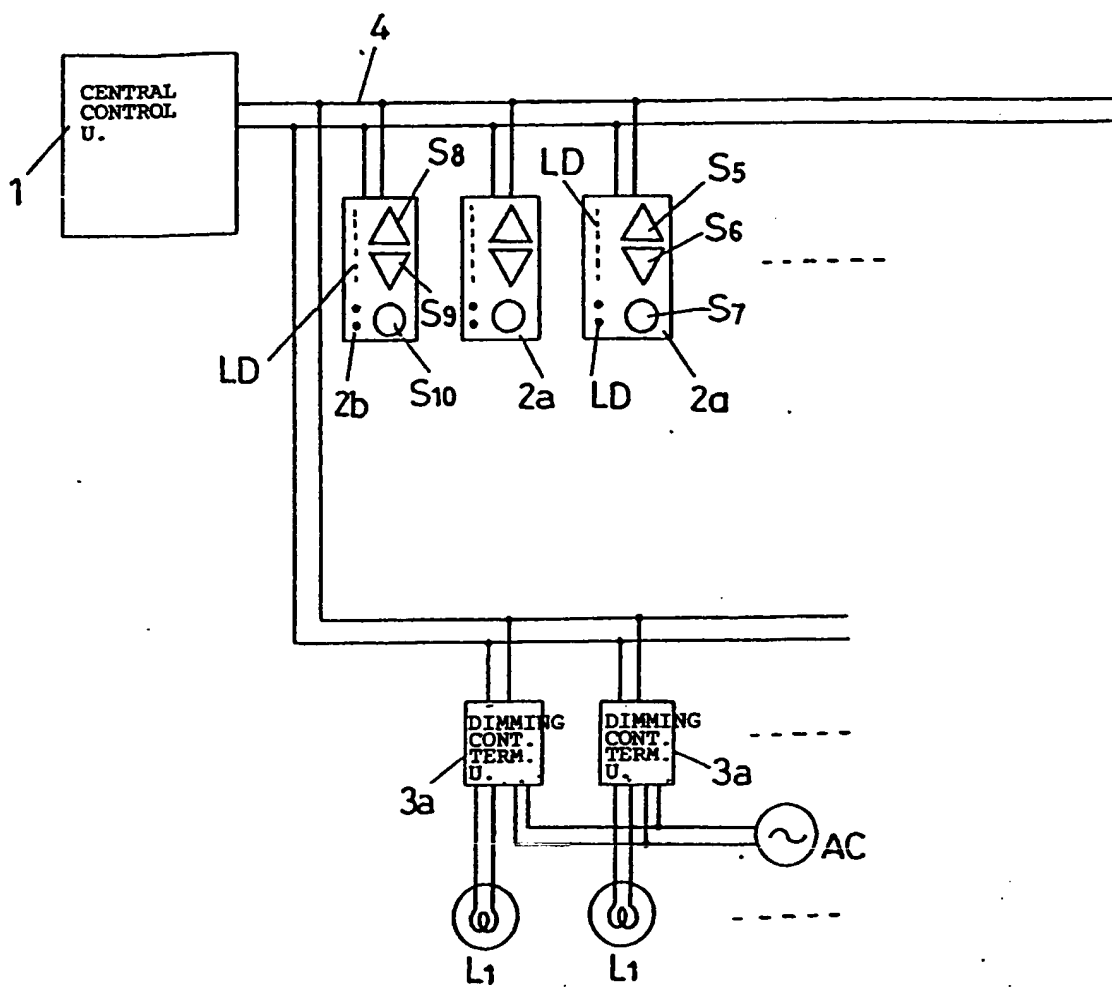 4
CENTRAL
CONTROL
U.
1
S8
LD
S5
S6
S9
S7
LD
2b
S10
2a
LD
2a
DIMMING
CONT.
TERM.
U.
DIMMING
CONT.
TERM.
U.
3a
3a
AC
L1
L1